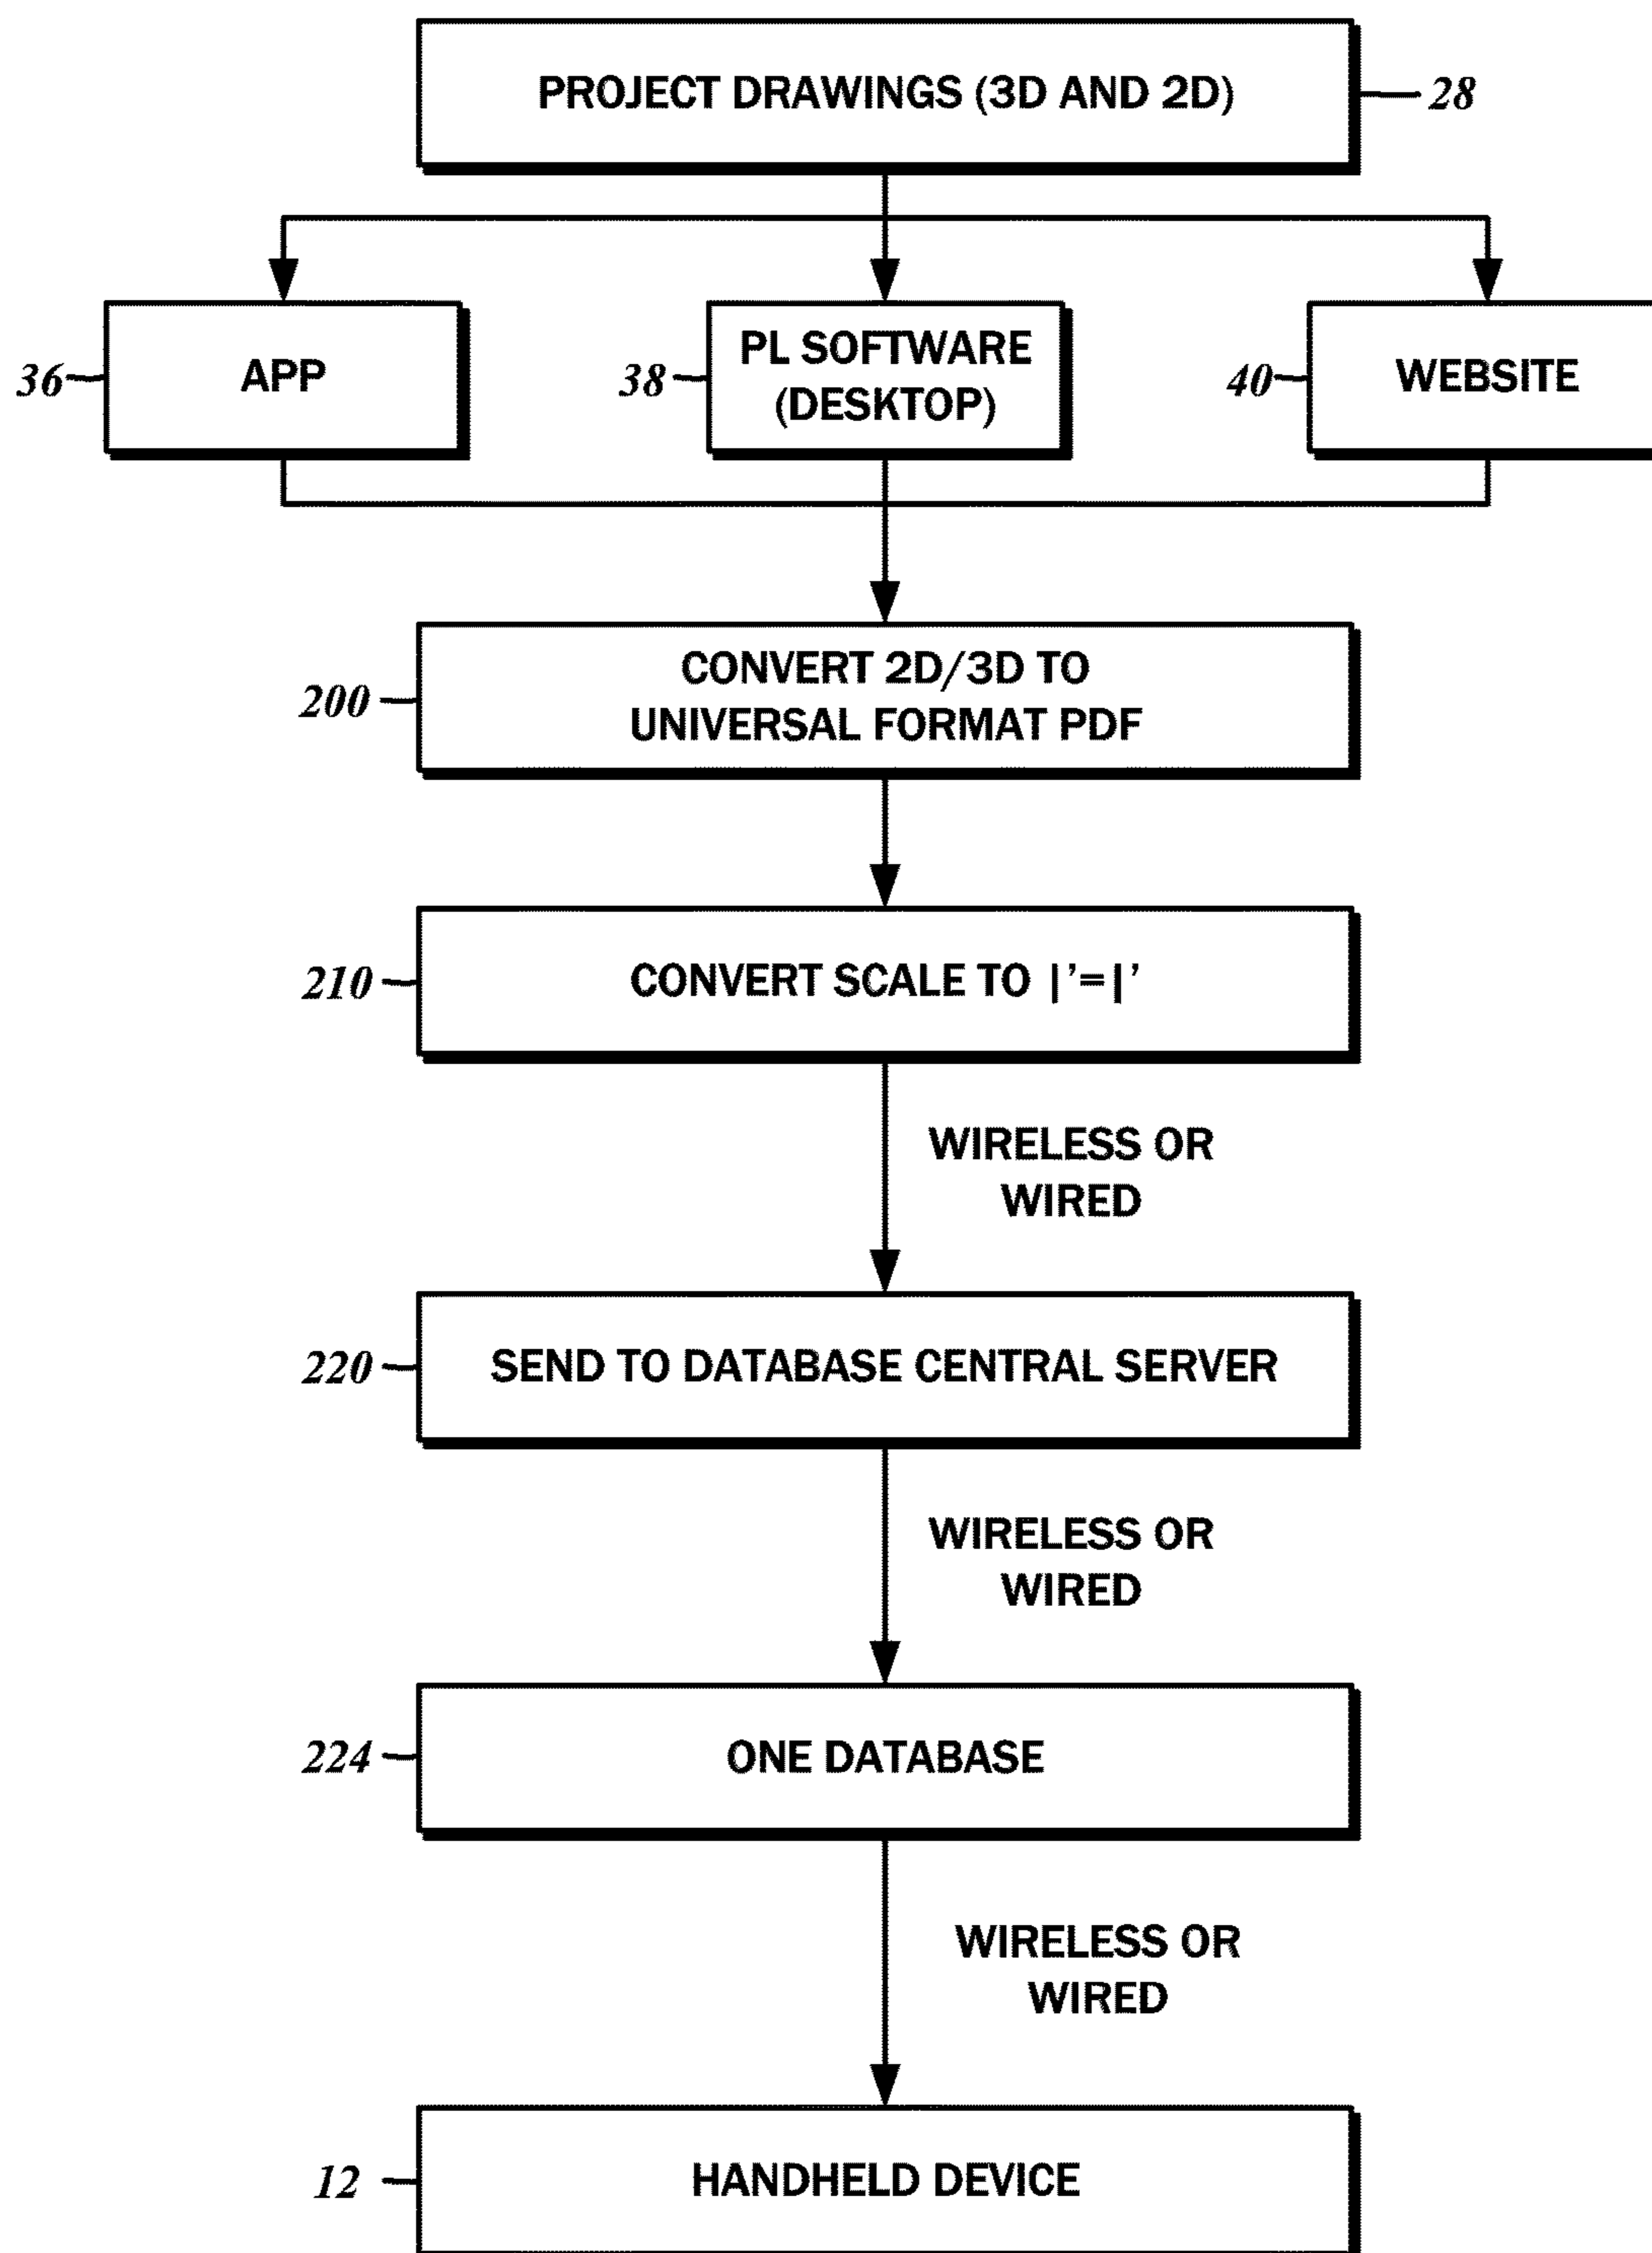 PROJECT DRAWINGS (3D AND 2D)
28
36
APP
38
PL SOFTWARE
(DESKTOP)
40
WEBSITE
200
CONVERT 2D/3D TO
UNIVERSAL FORMAT PDF
210
CONVERT SCALE TO |’=|’
WIRELESS OR
WIRED
220
SEND TO DATABASE CENTRAL SERVER
WIRELESS OR
WIRED
224
ONE DATABASE
WIRELESS OR
WIRED
12
HANDHELD DEVICE